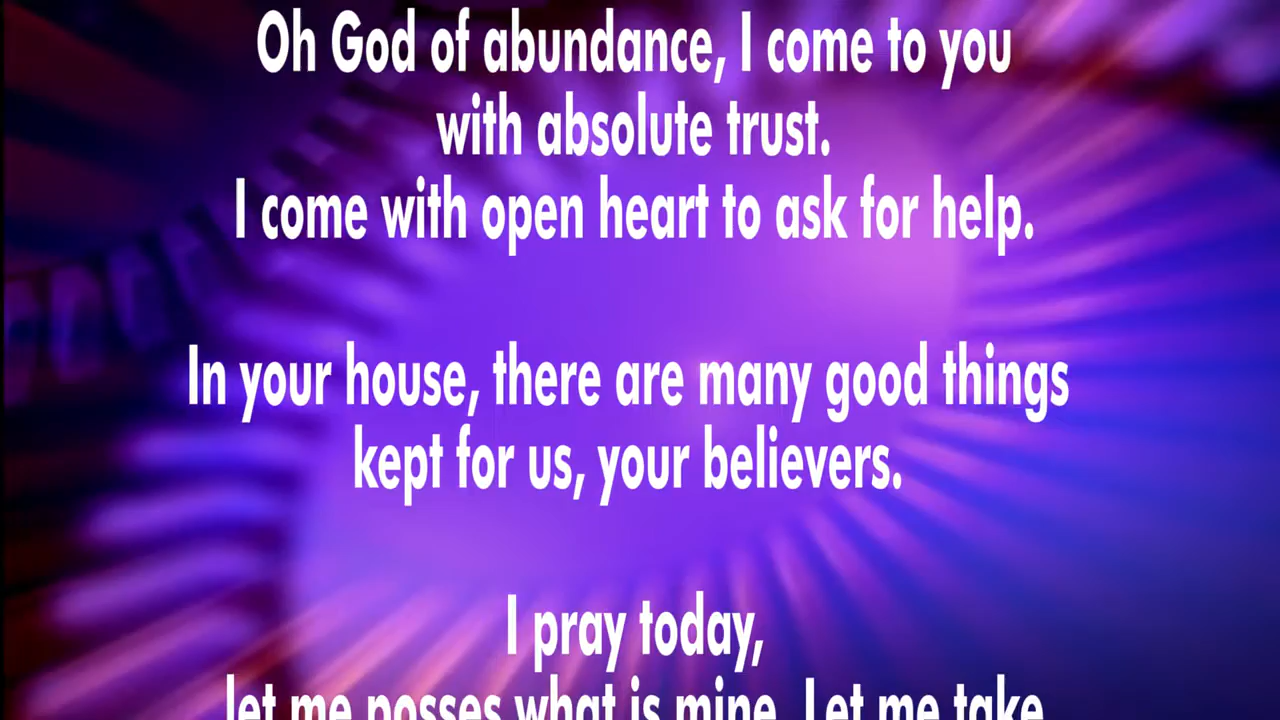 Oh God of abundance, I come to you
with absolute trust.
I come with open heart to ask for help.
In your house, there are many good things
kept for us, your believers.
I pray today,
let me posses what is mine. Let me take